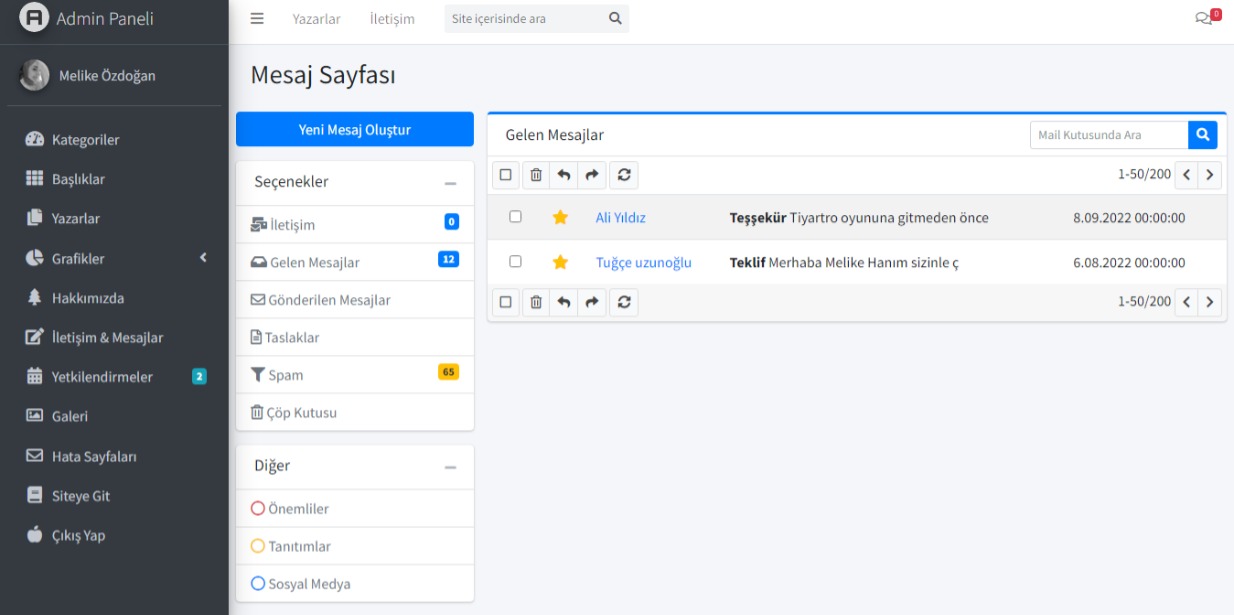 Admin Paneli
Yazarlar
İletişim
Site içerisinde ara
0
Melike Özdoğan
Kategoriler
Başlıklar
Yazarlar
Grafikler
Hakkımızda
İletişim & Mesajlar
Yetkilendirmeler 2
Galeri
Hata Sayfaları
Siteye Git
Çıkış Yap
Mesaj Sayfası
Yeni Mesaj Oluştur
Seçenekler
İletişim 0
Gelen Mesajlar 12
Gönderilen Mesajlar
Taslaklar
Spam 65
Çöp Kutusu
Diğer
Önemliler
Tanıtımlar
Sosyal Medya
Gelen Mesajlar
Mail Kutusunda Ara
1-50/200
Ali Yıldız Teşşekür Tiyartro oyununa gitmeden önce 8.09.2022 00:00:00
Tuğçe uzunoğlu Teklif Merhaba Melike Hanım sizinle ç 6.08.2022 00:00:00
1-50/200